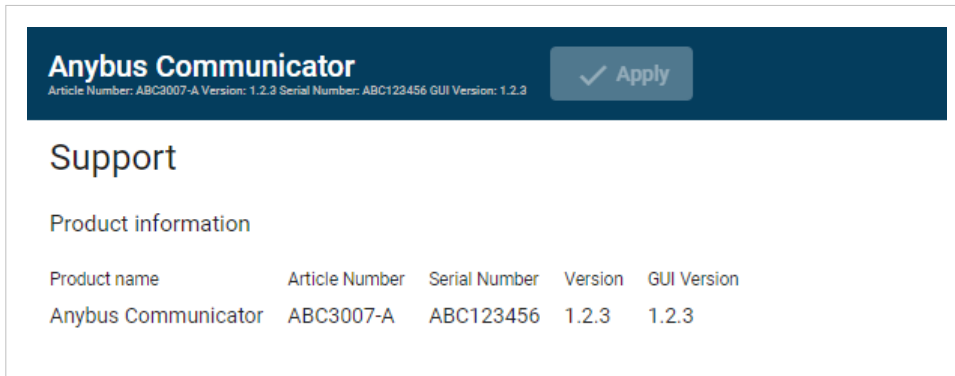 Anybus Communicator
Article Number: ABC3007-A Version: 1.2.3 Serial Number: ABC123456 GUI Version: 1.2.3
Apply
Support
Product information
Product name Article Number Serial Number Version GUI Version
Anybus Communicator ABC3007-A ABC123456 1.2.3 1.2.3